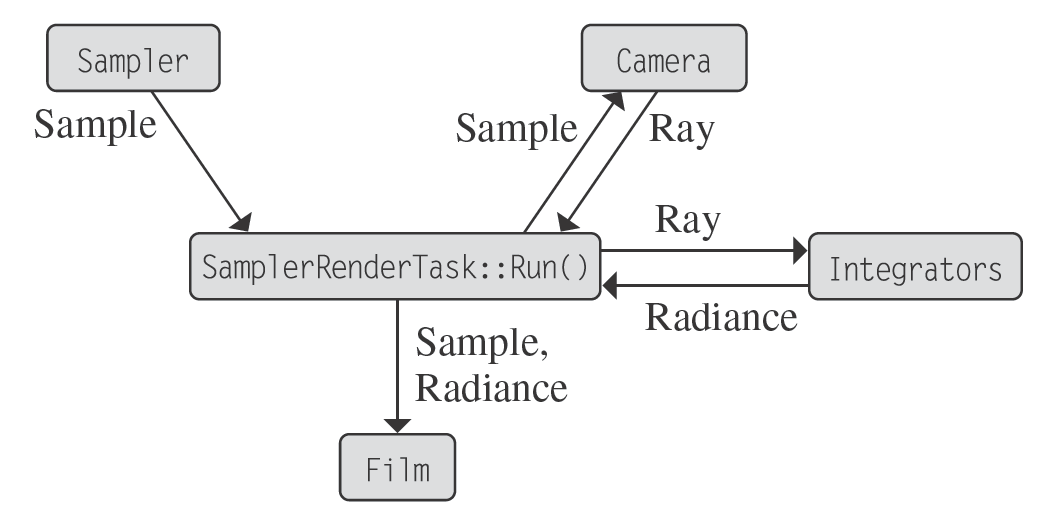 Sampler
Camera
Sample
Sample
Ray
Ray
SamplerRenderTask::Run()
Integrators
Radiance
Sample,
Radiance
Film